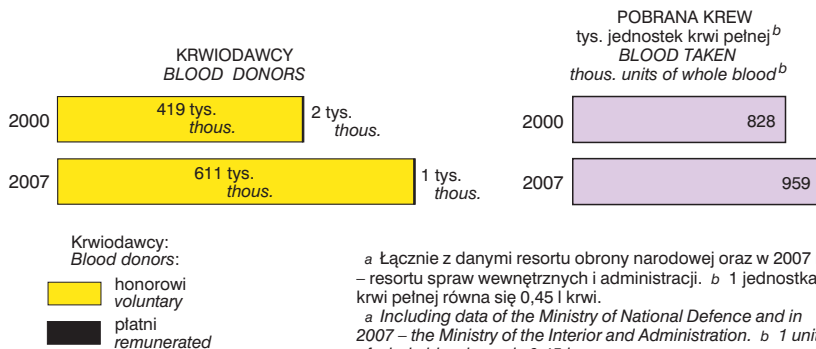 KRWIODAWCY
BLOOD DONORS
2000
419 tys.
thous.
2 tys.
thous.
2007
611 tys.
thous.
1 tys.
thous.
POBRANA KREW
tys. jednostek krwi pełnej b
BLOOD TAKEN
thous. units of whole blood b
2000
828
2007
959
Krwiodawcy:
Blood donors:
honorowi
voluntary
płatni
remunerated
a Łącznie z danymi resortu obrony narodowej oraz w 2007
– resortu spraw wewnętrznych i administracji. b 1 jednostka
krwi pełnej równa się 0,45 l krwi.
a Including data of the Ministry of National Defence and in
2007 – the Ministry of the Interior and Administration. b 1 unit